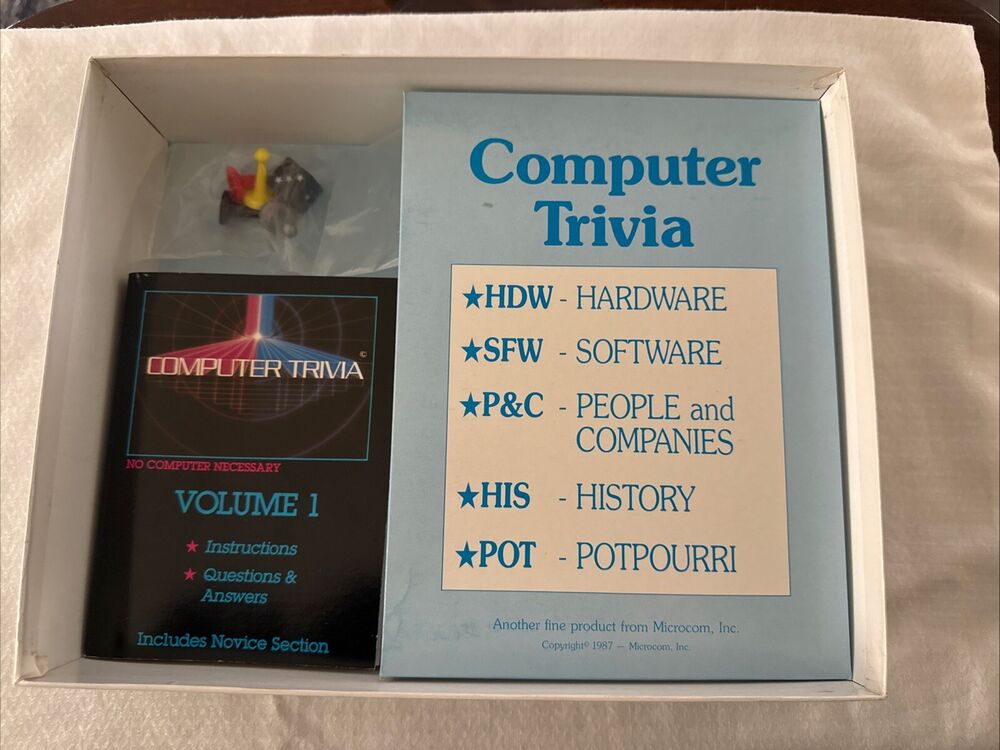 Computer
Trivia
★HDW - HARDWARE
★SFW - SOFTWARE
★P&C - PEOPLE and
COMPANIES
★HIS - HISTORY
★POT - POTPOURRI
Another fine product from Microcom, Inc.
Copyright© 1987 — Microcom, Inc.
COMPUTER TRIVIA ©
NO COMPUTER NECESSARY
VOLUME 1
★ Instructions
★ Questions &
Answers
Includes Novice Section